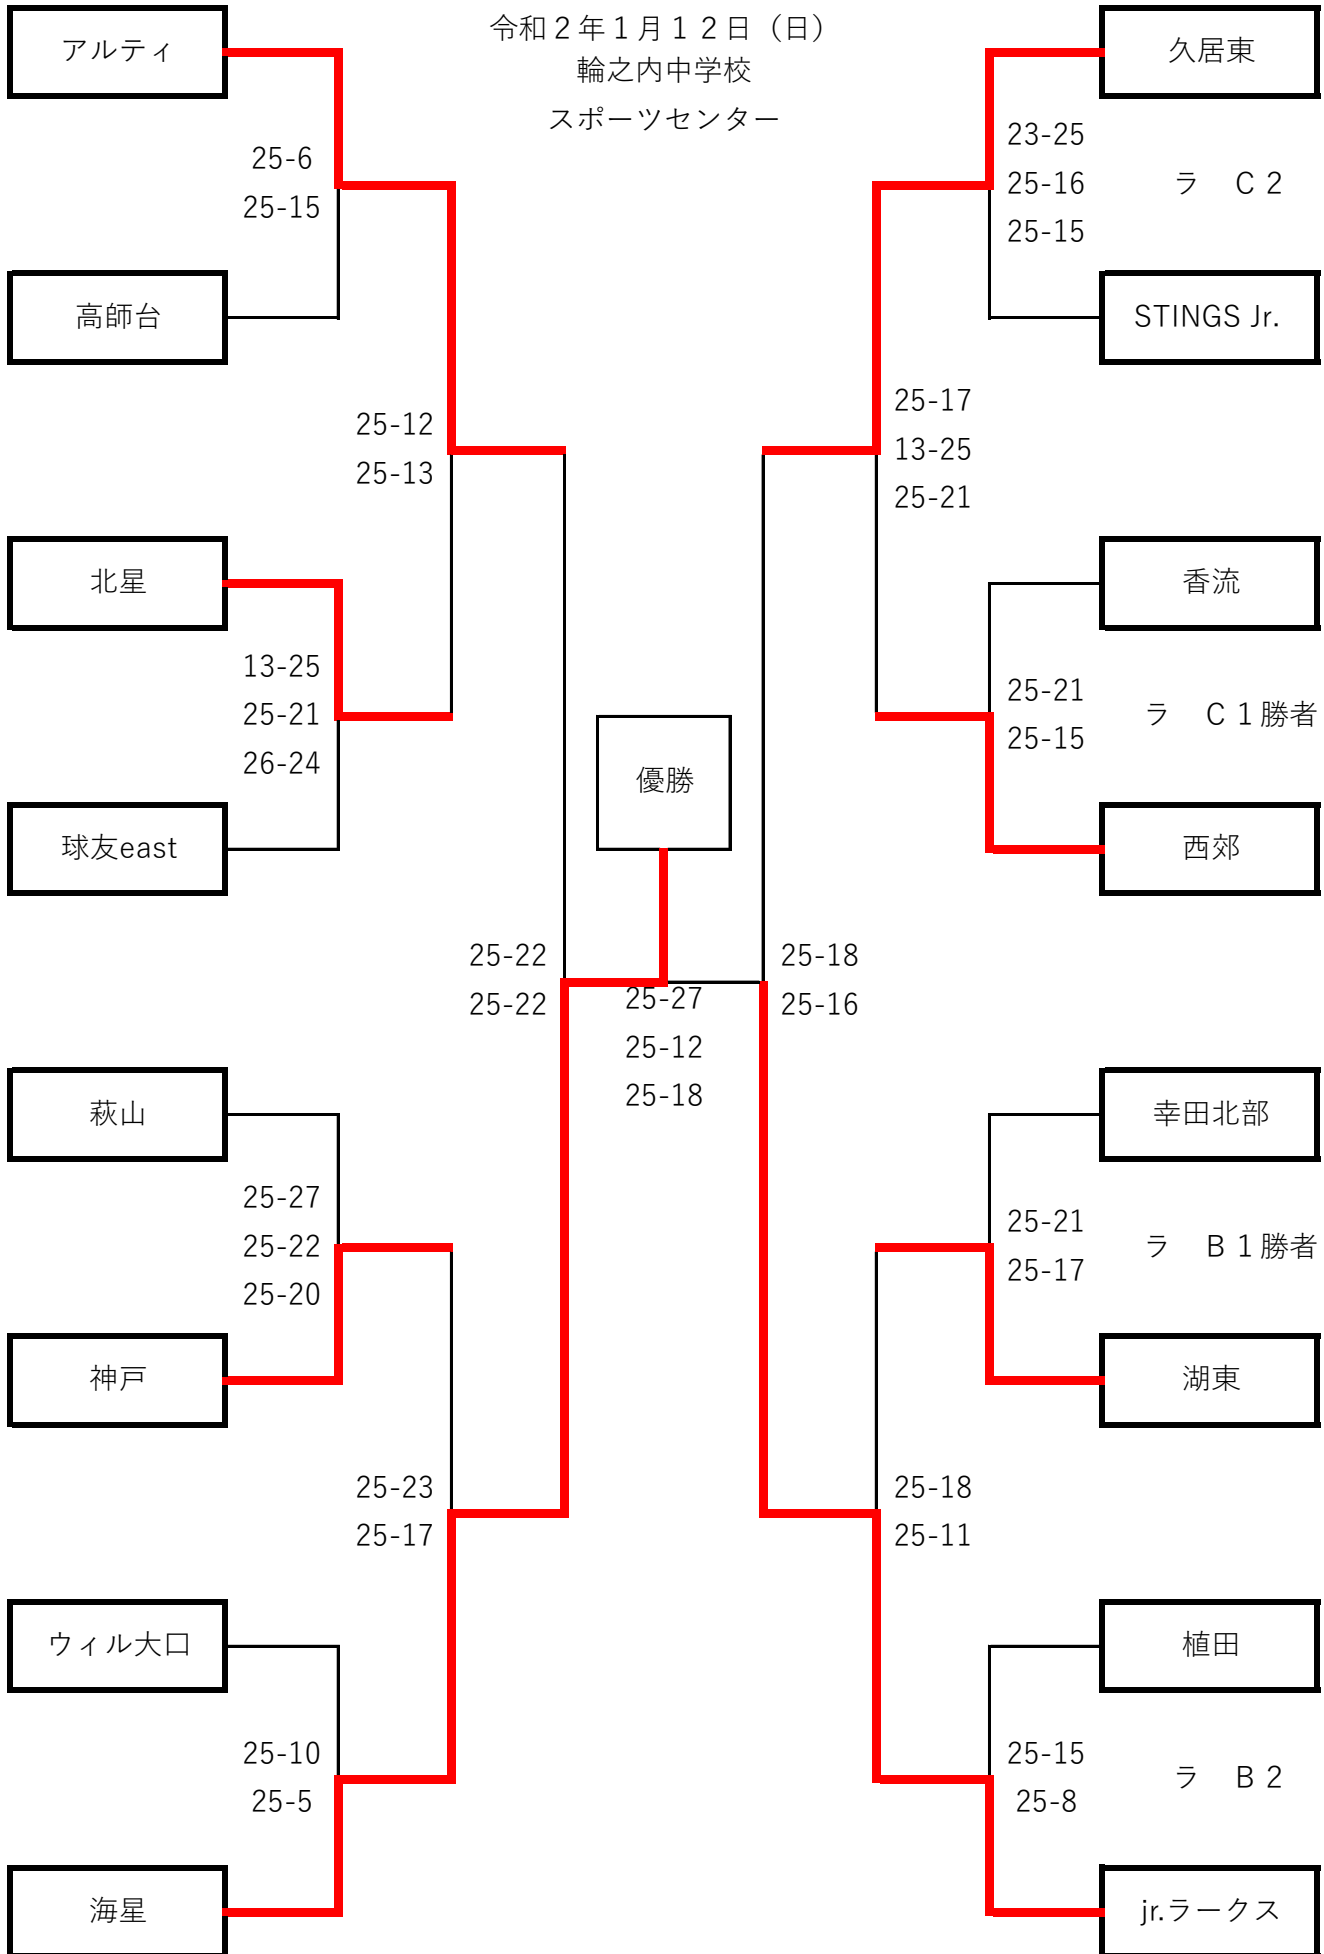 令和２年１月１２日（日）
輪之内中学校
スポーツセンター
アルティ
25-6
25-15
高師台
25-12
25-13
北星
13-25
25-21
26-24
球友east
25-22
25-22
萩山
25-27
25-22
25-20
神戸
25-23
25-17
ウィル大口
25-10
25-5
海星
優勝
25-27
25-12
25-18
久居東
23-25
25-16
25-15
ラ　Ｃ２
STINGS Jr.
25-17
13-25
25-21
香流
25-21
25-15
ラ　Ｃ１勝者
西郊
25-18
25-16
幸田北部
25-21
25-17
ラ　Ｂ１勝者
湖東
25-18
25-11
植田
25-15
25-8
ラ　Ｂ２
jr.ラークス